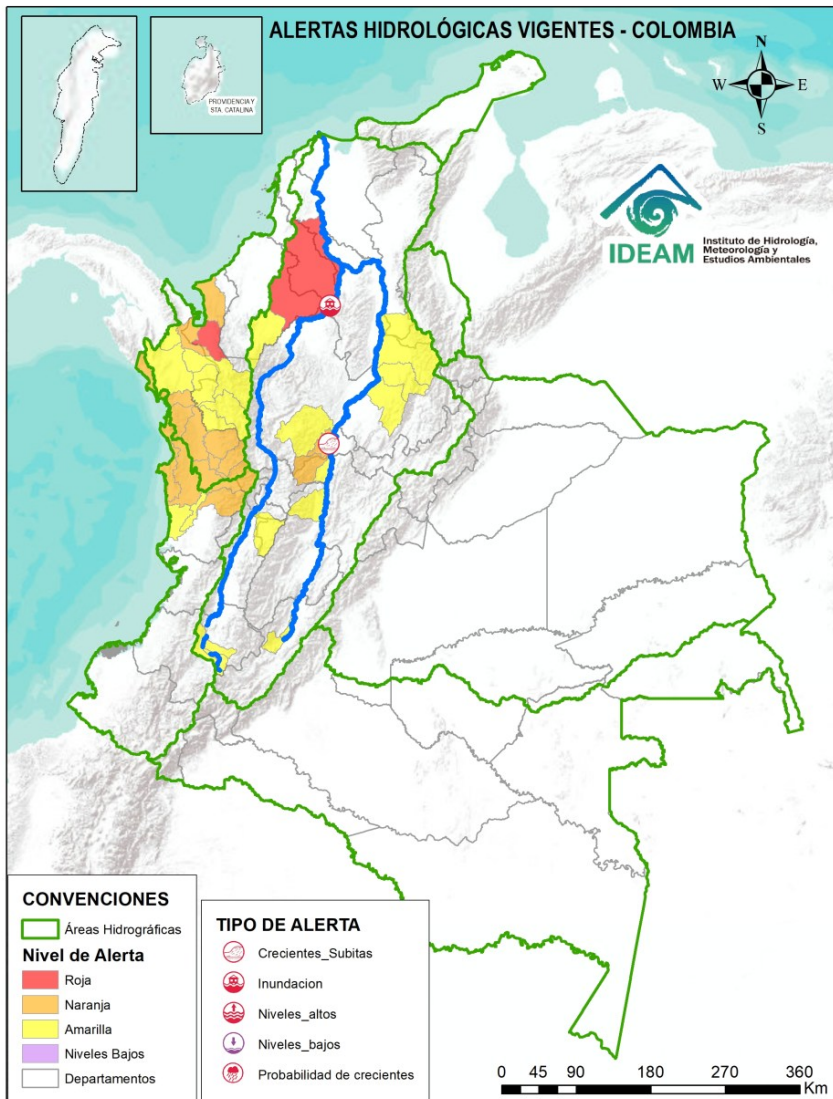 ALERTAS HIDROLÓGICAS VIGENTES - COLOMBIA
PROVIDENCIA Y
STA. CATALINA
N
W
E
S
IDEAM
Instituto de Hidrología,
Meteorología y
Estudios Ambientales
CONVENCIONES
Áreas Hidrográficas
Nivel de Alerta
Roja
Naranja
Amarilla
Niveles Bajos
Departamentos
TIPO DE ALERTA
Crecientes_Subitas
Inundacion
Niveles_altos
Niveles_bajos
Probabilidad de crecientes
0 45 90 180 270 360
Km